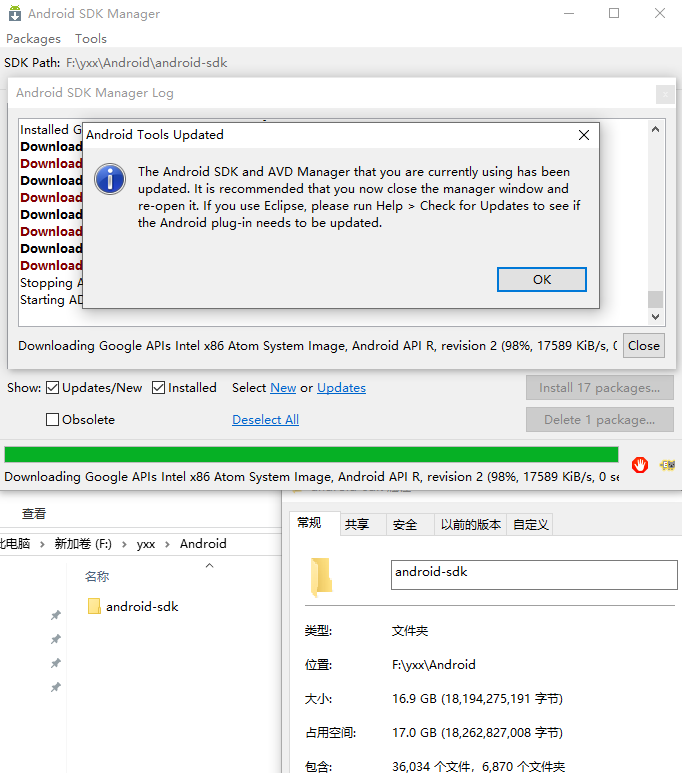 Android SDK Manager
Packages Tools
SDK Path: F:\yxx\Android\android-sdk
Android SDK Manager Log
Installed G
Download
Download
Download
Download
Download
Download
Download
Download
Stopping A
Starting AD
Android Tools Updated
The Android SDK and AVD Manager that you are currently using has been
updated. It is recommended that you now close the manager window and
re-open it. If you use Eclipse, please run Help > Check for Updates to see if
the Android plug-in needs to be updated.
OK
Downloading Google APIs Intel x86 Atom System Image, Android API R, revision 2 (98%, 17589 KiB/s, 0
Close
Show: Updates/New Installed Select New or Updates Install 17 packages...
Obsolete Deselect All Delete 1 package...
Downloading Google APIs Intel x86 Atom System Image, Android API R, revision 2 (98%, 17589 KiB/s, 0 se
查看
此电脑 › 新加卷 (F:) › yxx › Android
名称
android-sdk
常规 共享 安全 以前的版本 自定义
android-sdk
类型: 文件夹
位置: F:\yxx\Android
大小: 16.9 GB (18,194,275,191 字节)
占用空间: 17.0 GB (18,262,827,008 字节)
包含: 36,034 个文件，6,870 个文件夹